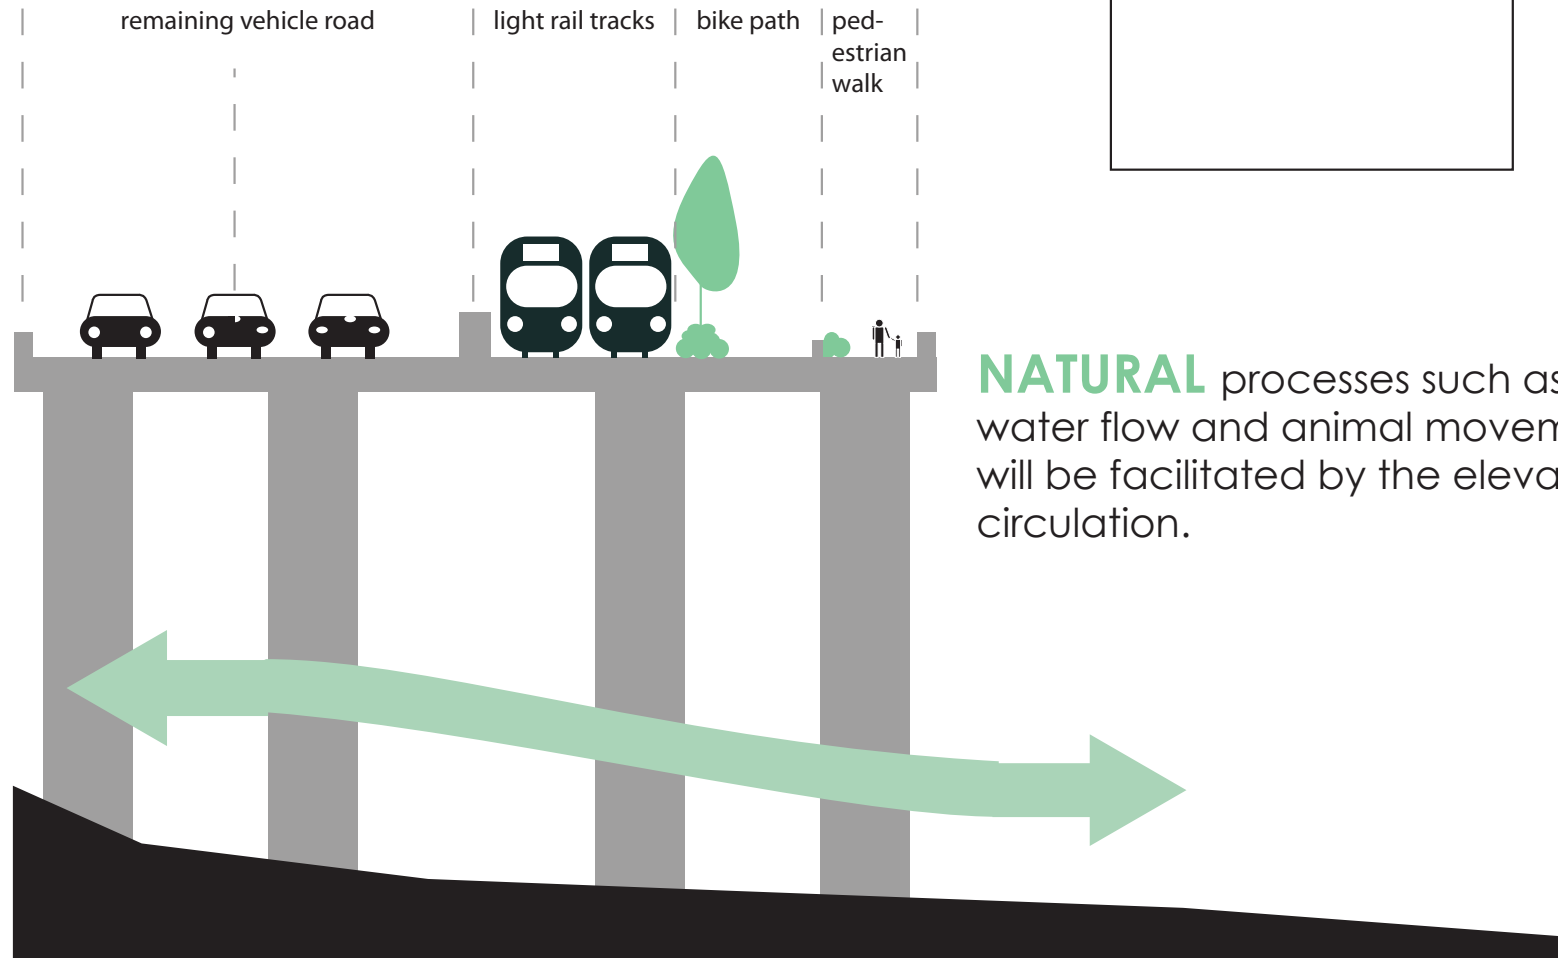 remaining vehicle road
light rail tracks
bike path
ped-
estrian
walk
NATURAL processes such as
water flow and animal movem
will be facilitated by the eleva
circulation.